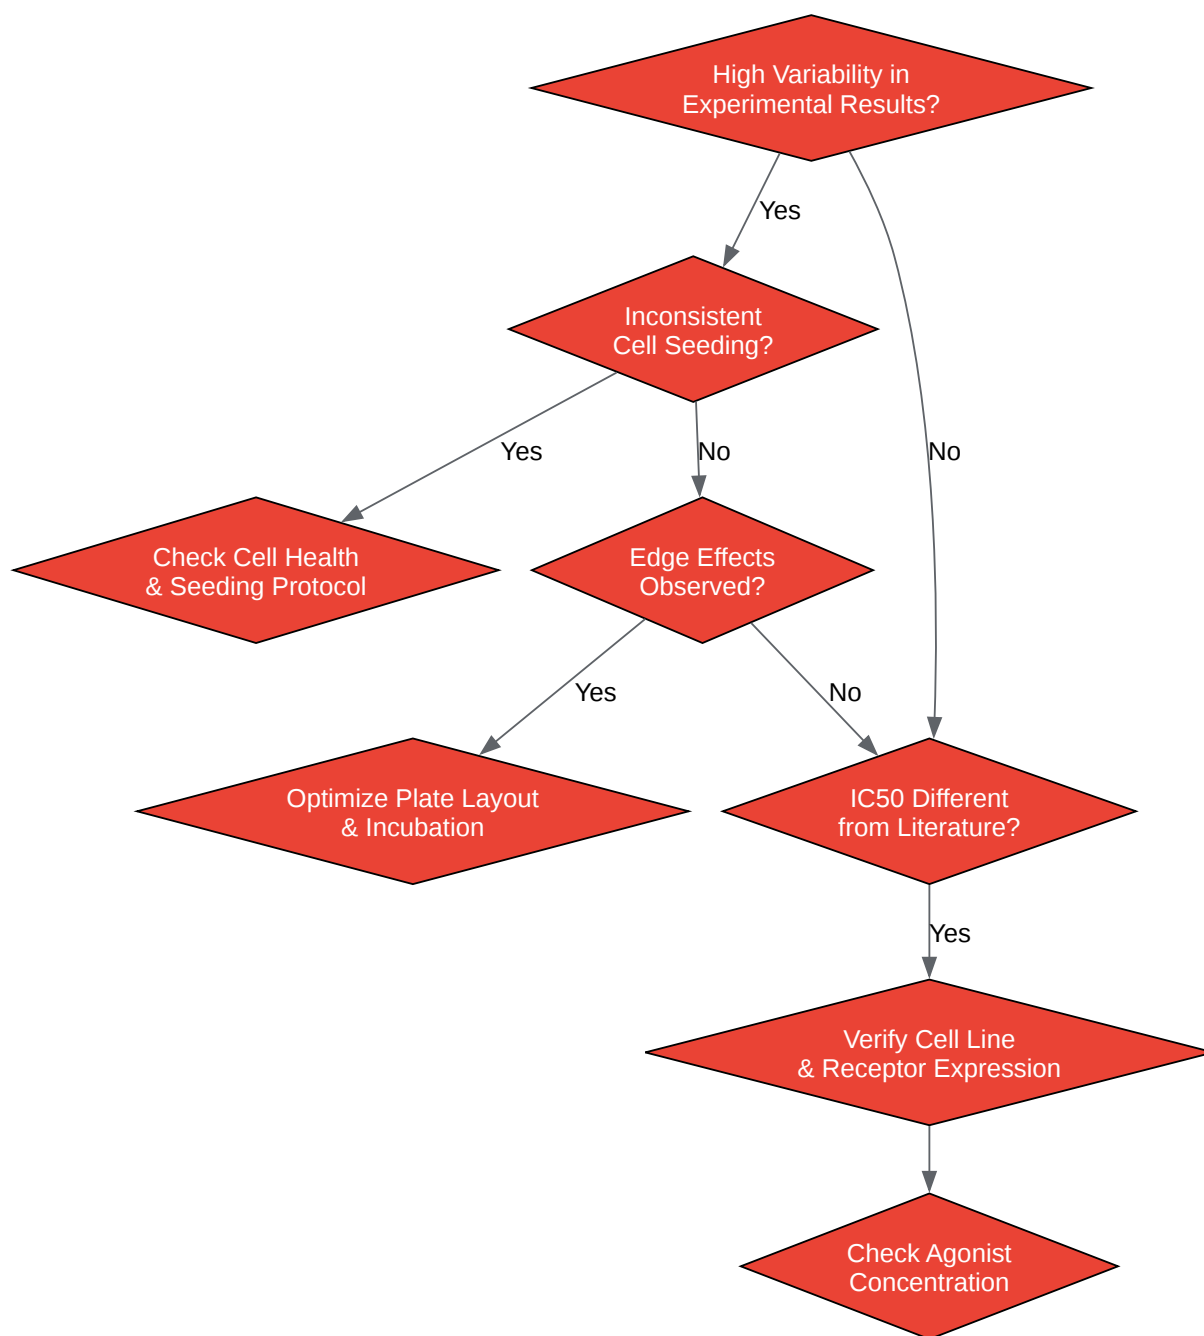 High Variability in
Experimental Results?
Yes
Inconsistent
Cell Seeding?
Yes
No
No
Check Cell Health
& Seeding Protocol
Edge Effects
Observed?
Yes
No
Optimize Plate Layout
& Incubation
IC50 Different
from Literature?
Yes
Verify Cell Line
& Receptor Expression
Check Agonist
Concentration